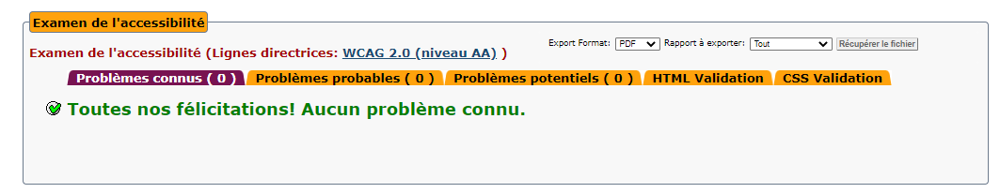 Examen de l'accessibilité
Export Format: PDF Rapport à exporter: Tout Récupérer le fichier
Examen de l'accessibilité (Lignes directrices: WCAG 2.0 (niveau AA) )
Problèmes connus ( 0 ) Problèmes probables ( 0 ) Problèmes potentiels ( 0 ) HTML Validation CSS Validation
Toutes nos félicitations! Aucun problème connu.